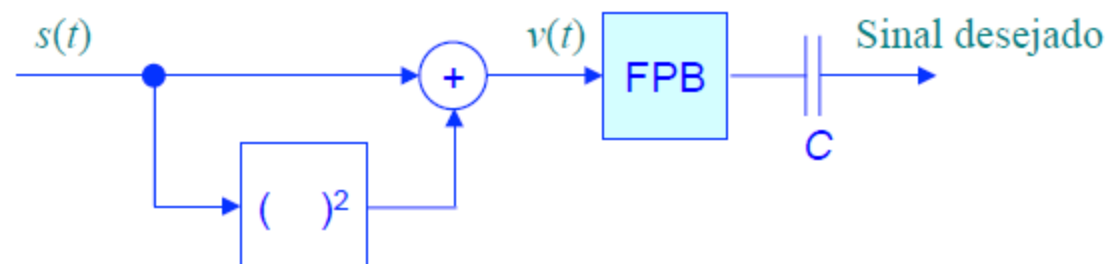 s(t)
v(t)
Sinal desejado
+
FPB
C
( )²